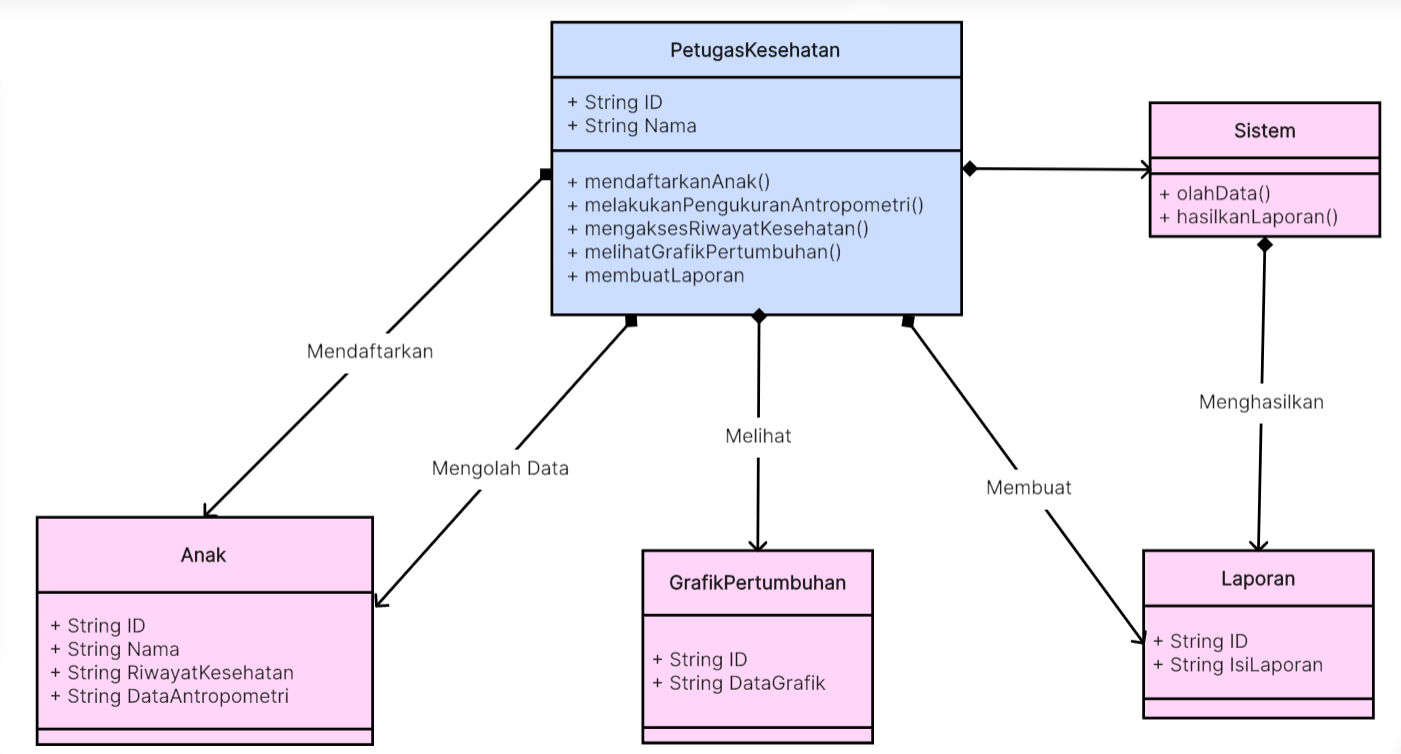 PetugasKesehatan
+ String ID
+ String Nama
+ mendaftarkanAnak()
+ melakukanPengukuranAntropometri()
+ mengaksesRiwayatKesehatan()
+ melihatGrafikPertumbuhan()
+ membuatLaporan
Sistem
+ olahData()
+ hasilkanLaporan()
Mendaftarkan
Mengolah Data
Melihat
Membuat
Menghasilkan
Anak
+ String ID
+ String Nama
+ String RiwayatKesehatan
+ String DataAntropometri
GrafikPertumbuhan
+ String ID
+ String DataGrafik
Laporan
+ String ID
+ String IsiLaporan